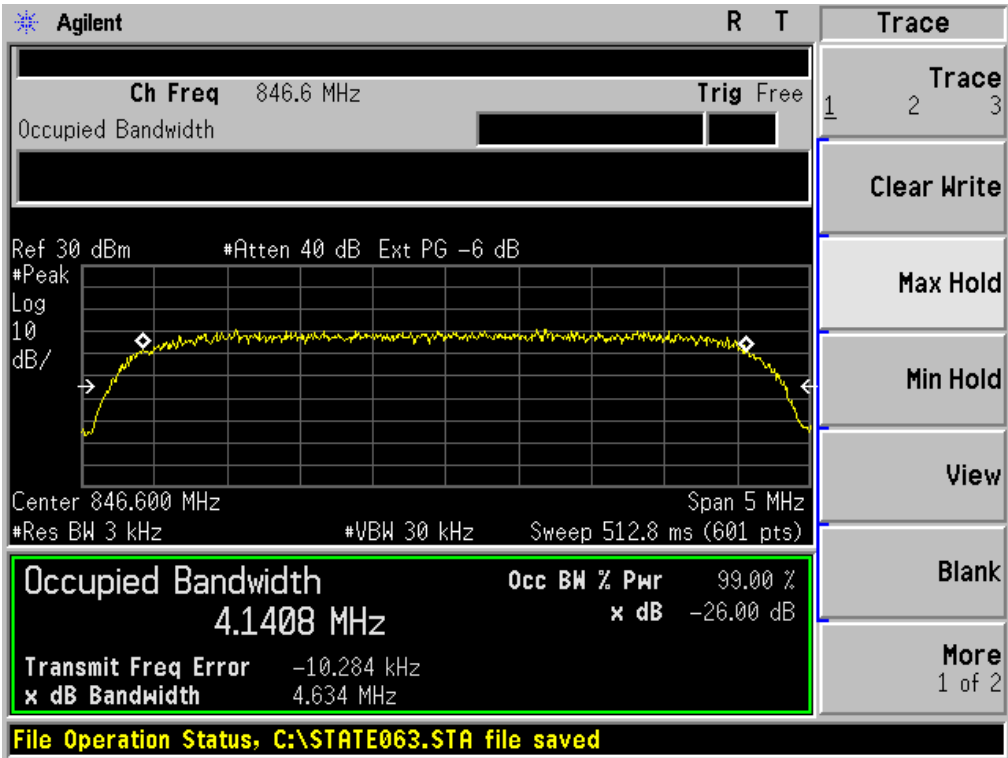 Agilent R T Trace
Ch Freq 846.6 MHz Trig Free
Occupied Bandwidth
Trace
1 2 3
Clear Write
Max Hold
Min Hold
View
Blank
More
1 of 2
Ref 30 dBm #Atten 40 dB Ext PG -6 dB
#Peak
Log
10
dB/
Center 846.600 MHz Span 5 MHz
#Res BW 3 kHz #VBW 30 kHz Sweep 512.8 ms (601 pts)
Occupied Bandwidth Occ BW % Pwr 99.00 %
4.1408 MHz x dB -26.00 dB
Transmit Freq Error -10.284 kHz
x dB Bandwidth 4.634 MHz
File Operation Status, C:\STATE063.STA file saved